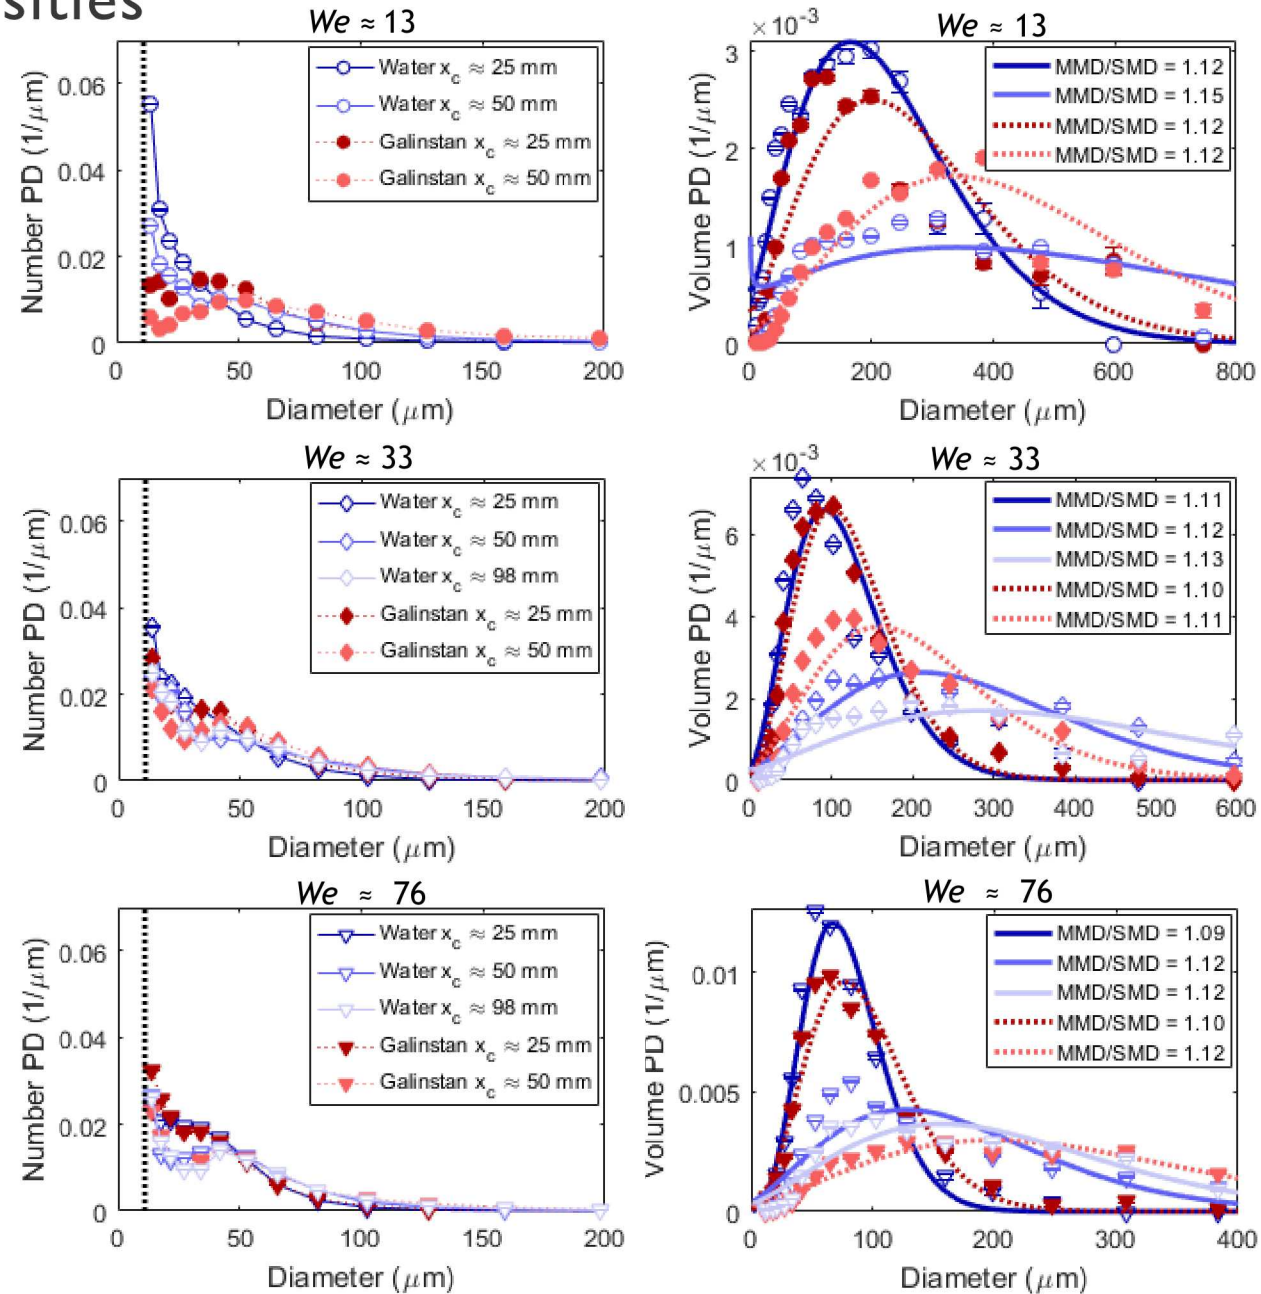 sities
We ≈ 13
Number PD (1/μm)
0.06
0.04
0.02
0
0 50 100 150 200
Diameter (μm)
Water x_c ≈ 25 mm
Water x_c ≈ 50 mm
Galinstan x_c ≈ 25 mm
Galinstan x_c ≈ 50 mm
We ≈ 13
×10⁻³
Volume PD (1/μm)
3
2
1
0
0 200 400 600 800
Diameter (μm)
MMD/SMD = 1.12
MMD/SMD = 1.15
MMD/SMD = 1.12
MMD/SMD = 1.12
We ≈ 33
Number PD (1/μm)
0.06
0.04
0.02
0
0 50 100 150 200
Diameter (μm)
Water x_c ≈ 25 mm
Water x_c ≈ 50 mm
Water x_c ≈ 98 mm
Galinstan x_c ≈ 25 mm
Galinstan x_c ≈ 50 mm
We ≈ 33
×10⁻³
Volume PD (1/μm)
6
4
2
0
0 100 200 300 400 500 600
Diameter (μm)
MMD/SMD = 1.11
MMD/SMD = 1.12
MMD/SMD = 1.13
MMD/SMD = 1.10
MMD/SMD = 1.11
We ≈ 76
Number PD (1/μm)
0.06
0.04
0.02
0
0 50 100 150 200
Diameter (μm)
Water x_c ≈ 25 mm
Water x_c ≈ 50 mm
Water x_c ≈ 98 mm
Galinstan x_c ≈ 25 mm
Galinstan x_c ≈ 50 mm
We ≈ 76
Volume PD (1/μm)
0.01
0.005
0
0 100 200 300 400
Diameter (μm)
MMD/SMD = 1.09
MMD/SMD = 1.12
MMD/SMD = 1.12
MMD/SMD = 1.10
MMD/SMD = 1.12